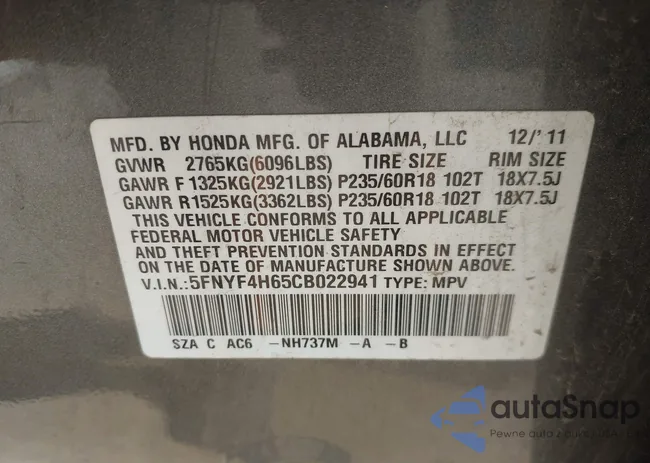 MFD. BY HONDA MFG. OF ALABAMA, LLC 12/'11
GVWR 2765KG(6096LBS) TIRE SIZE RIM SIZE
GAWR F 1325KG(2921LBS) P235/60R18 102T 18X7.5J
GAWR R 1525KG(3362LBS) P235/60R18 102T 18X7.5J
THIS VEHICLE CONFORMS TO ALL APPLICABLE
FEDERAL MOTOR VEHICLE SAFETY
AND THEFT PREVENTION STANDARDS IN EFFECT
ON THE DATE OF MANUFACTURE SHOWN ABOVE.
V.I.N.:5FNYF4H65CB022941 TYPE: MPV
SZA C AC6 -NH737M -A -B
autaSnap
Pewne auto z